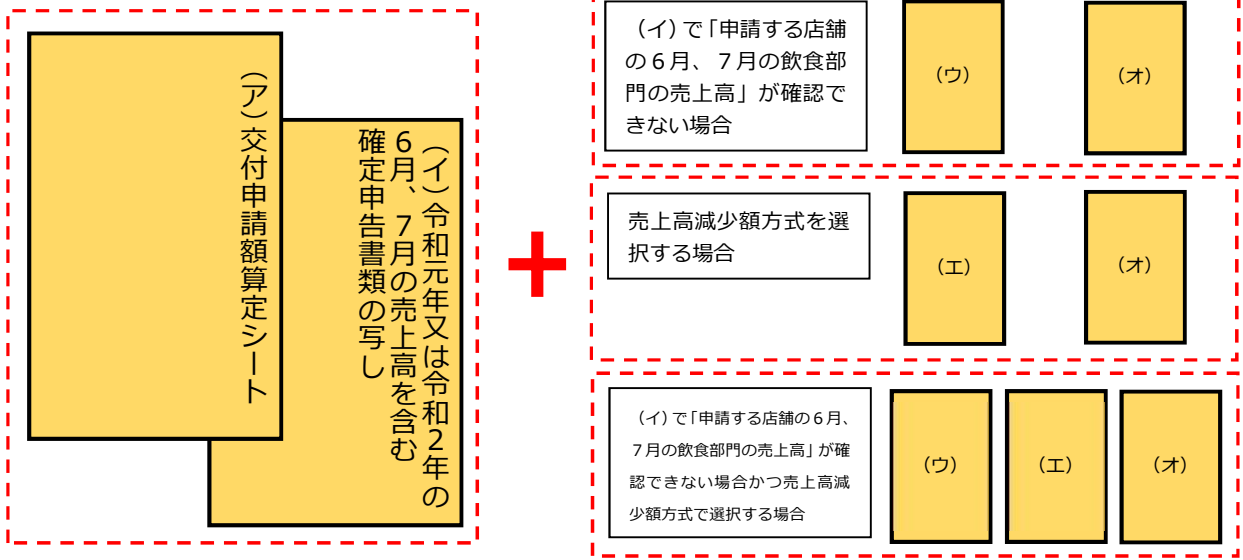 （ア）交付申請額算定シート
（イ）令和元年又は令和2年の
6月、7月の売上高を含む
確定申告書類の写し
＋
（イ）で「申請する店舗
の６月、７月の飲食部
門の売上高」が確認で
きない場合
（ウ）
（オ）
売上高減少額方式を選
択する場合
（エ）
（オ）
（イ）で「申請する店舗の６月、
７月の飲食部門の売上高」が確
認できない場合かつ売上高減
少額方式で選択する場合
（ウ）
（エ）
（オ）